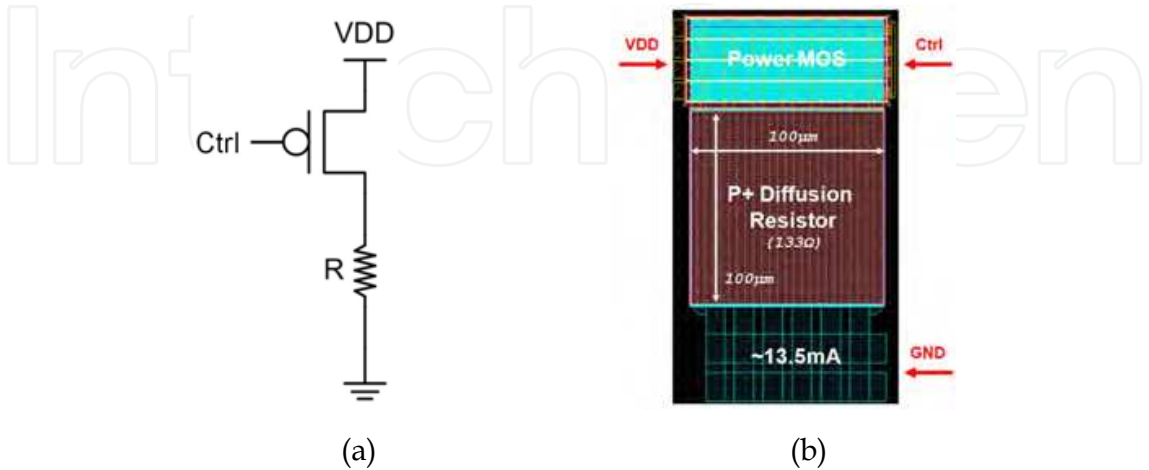 VDD
Ctrl
R
(a)
VDD
Ctrl
Power MOS
100μm
P+ Diffusion
Resistor
(133Ω)
100μm
~13.5mA
GND
(b)